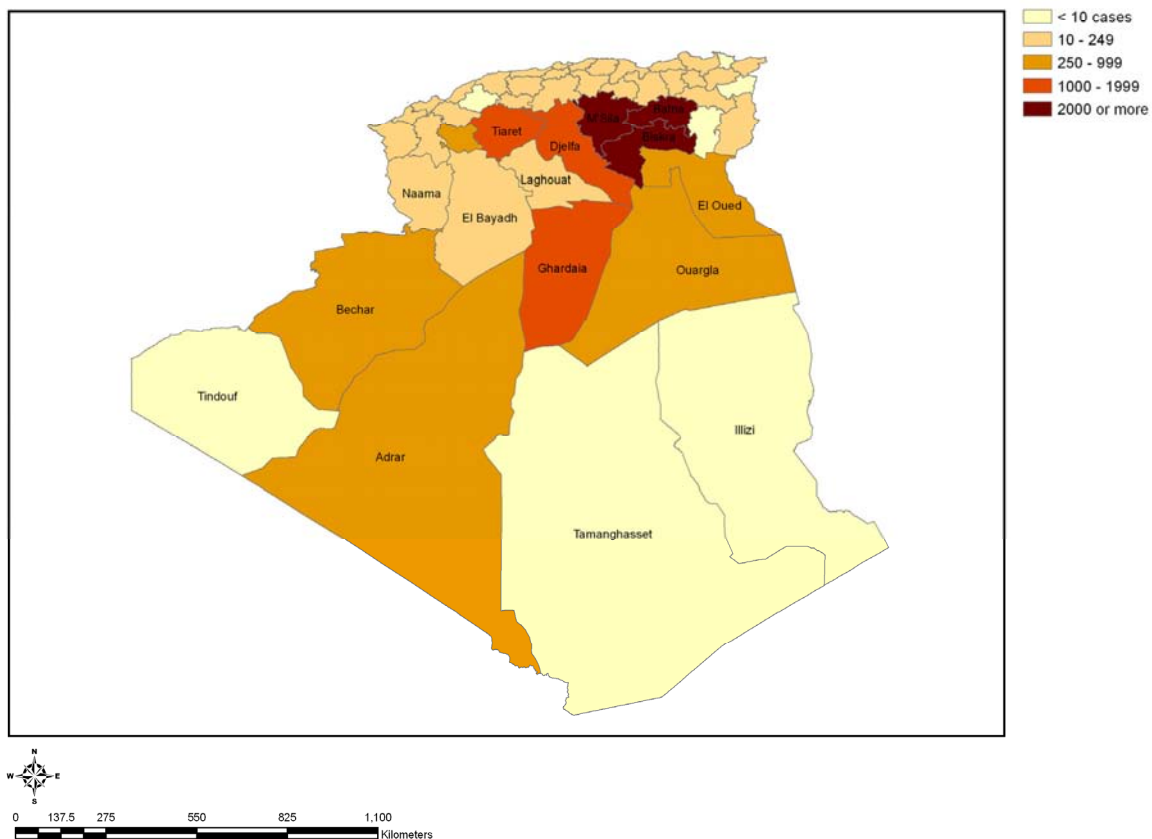 < 10 cases
10 - 249
250 - 999
1000 - 1999
2000 or more
Batna
M'Sila
Tiaret
Biskra
Djelfa
Laghouat
Naama
El Oued
El Bayadh
Ghardaia
Ouargla
Bechar
Tindouf
Illizi
Adrar
Tamanghasset
N
W E
S
0 137.5 275 550 825 1,100
Kilometers